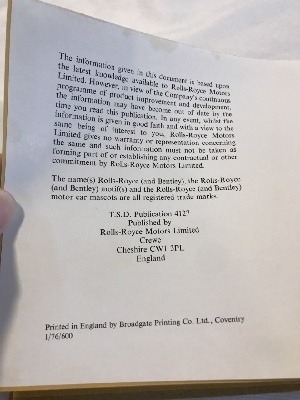 The information given in this document is based upon
the latest knowledge available to Rolls-Royce Motors
Limited. However, in view of the Company's continuous
programme of product improvement and development,
the information may have become out of date by the
time you read this publication. In any event, whilst the
information is given in good faith and with a view to the
same being of interest to you, Rolls-Royce Motors
Limited gives no warranty or representation concerning
the same and such information must not be taken as
forming part of or establishing any contractual or other
commitment by Rolls-Royce Motors Limited.
The name(s) Rolls-Royce (and Bentley), the Rolls-Royce
(and Bentley) motif(s) and the Rolls-Royce (and Bentley)
motor car mascots are all registered trade marks.
T.S.D. Publication 4127
Published by
Rolls-Royce Motors Limited
Crewe
Cheshire CW1 3PL
England
Printed in England by Broadgate Printing Co. Ltd., Coventry
1/76/600